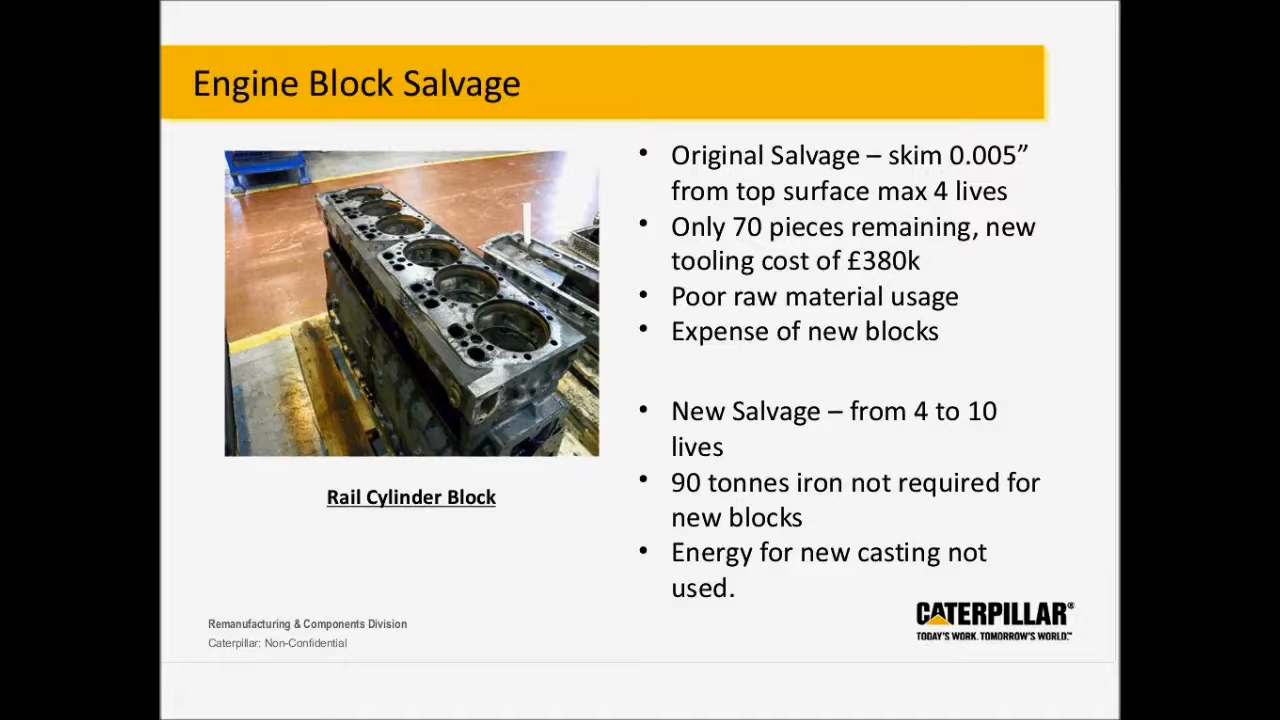 Engine Block Salvage
• Original Salvage – skim 0.005”
from top surface max 4 lives
• Only 70 pieces remaining, new
tooling cost of £380k
• Poor raw material usage
• Expense of new blocks
• New Salvage – from 4 to 10
lives
• 90 tonnes iron not required for
new blocks
• Energy for new casting not
used.
Rail Cylinder Block
Remanufacturing & Components Division
Caterpillar: Non-Confidential
CATERPILLAR®
TODAY'S WORK. TOMORROW'S WORLD.™